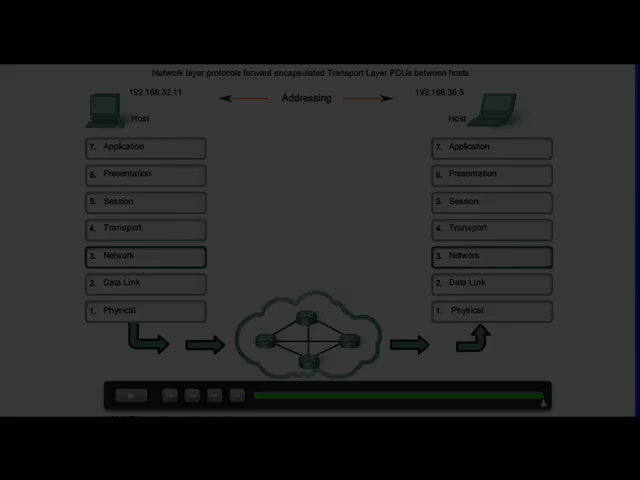 Network layer protocols forward encapsulated Transport Layer PDUs between hosts
192.168.32.11 Addressing 192.168.36.5
Host Host
7. Application 7. Application
6. Presentation 6. Presentation
5. Session 5. Session
4. Transport 4. Transport
3. Network 3. Network
2. Data Link 2. Data Link
1. Physical 1. Physical